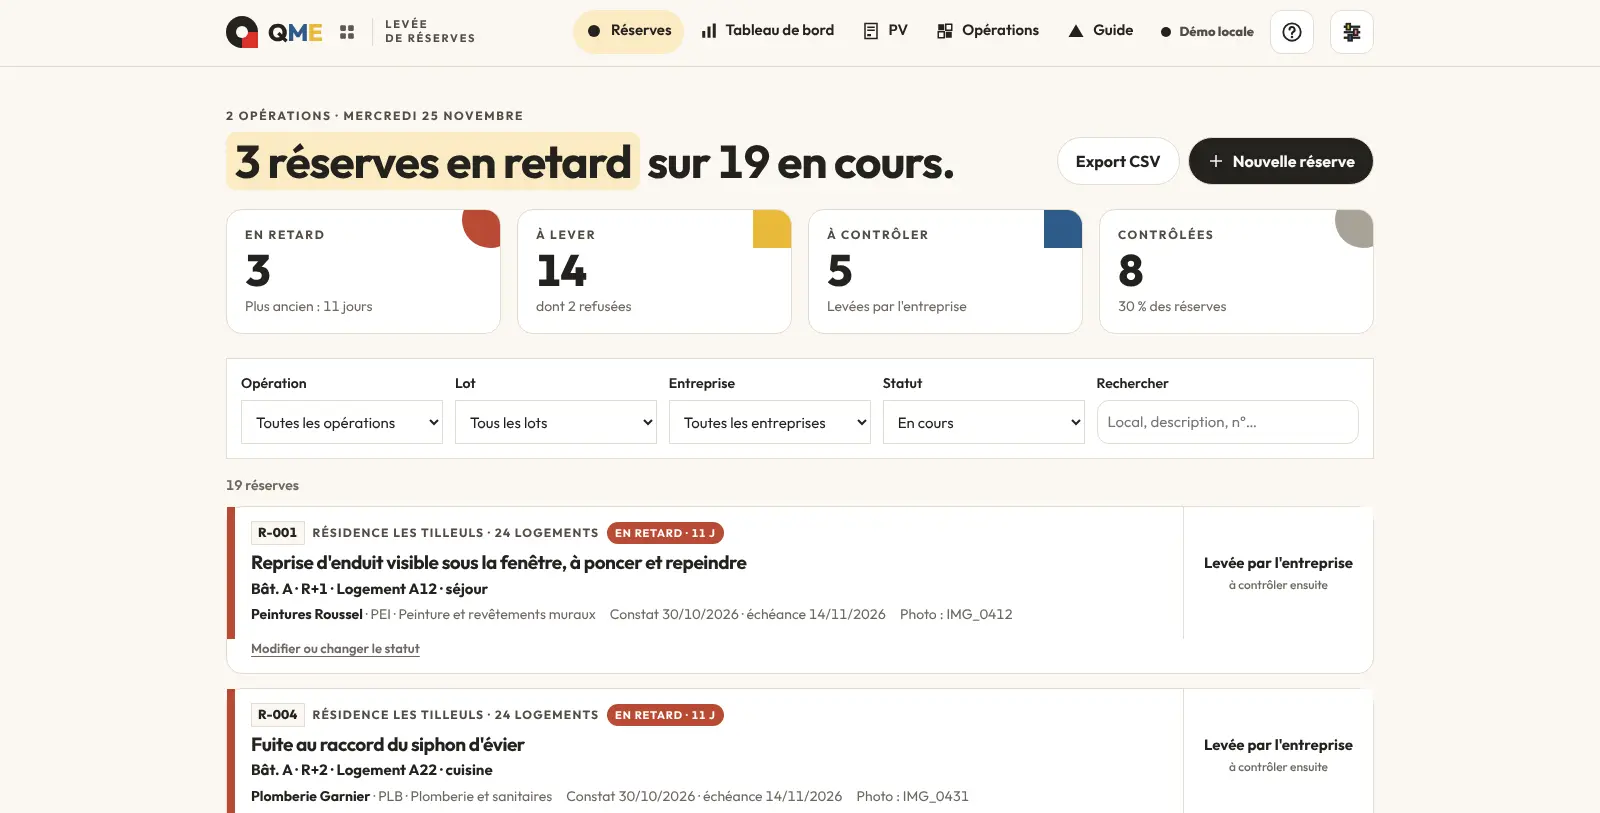 QME
LEVÉE
DE RÉSERVES
Réserves
Tableau de bord
PV
Opérations
Guide
Démo locale
2 OPÉRATIONS · MERCREDI 25 NOVEMBRE
3 réserves en retard sur 19 en cours.
Export CSV
+ Nouvelle réserve
EN RETARD
3
Plus ancien : 11 jours
À LEVER
14
dont 2 refusées
À CONTRÔLER
5
Levées par l'entreprise
CONTRÔLÉES
8
30 % des réserves
Opération
Toutes les opérations
Lot
Tous les lots
Entreprise
Toutes les entreprises
Statut
En cours
Rechercher
Local, description, n°…
19 réserves
R-001 RÉSIDENCE LES TILLEULS · 24 LOGEMENTS EN RETARD · 11 J
Reprise d'enduit visible sous la fenêtre, à poncer et repeindre
Bât. A · R+1 · Logement A12 · séjour
Peintures Roussel · PEI · Peinture et revêtements muraux Constat 30/10/2026 · échéance 14/11/2026 Photo : IMG_0412
Modifier ou changer le statut
Levée par l'entreprise
à contrôler ensuite
R-004 RÉSIDENCE LES TILLEULS · 24 LOGEMENTS EN RETARD · 11 J
Fuite au raccord du siphon d'évier
Bât. A · R+2 · Logement A22 · cuisine
Plomberie Garnier · PLB · Plomberie et sanitaires Constat 30/10/2026 · échéance 14/11/2026 Photo : IMG_0431
Levée par l'entreprise
à contrôler ensuite